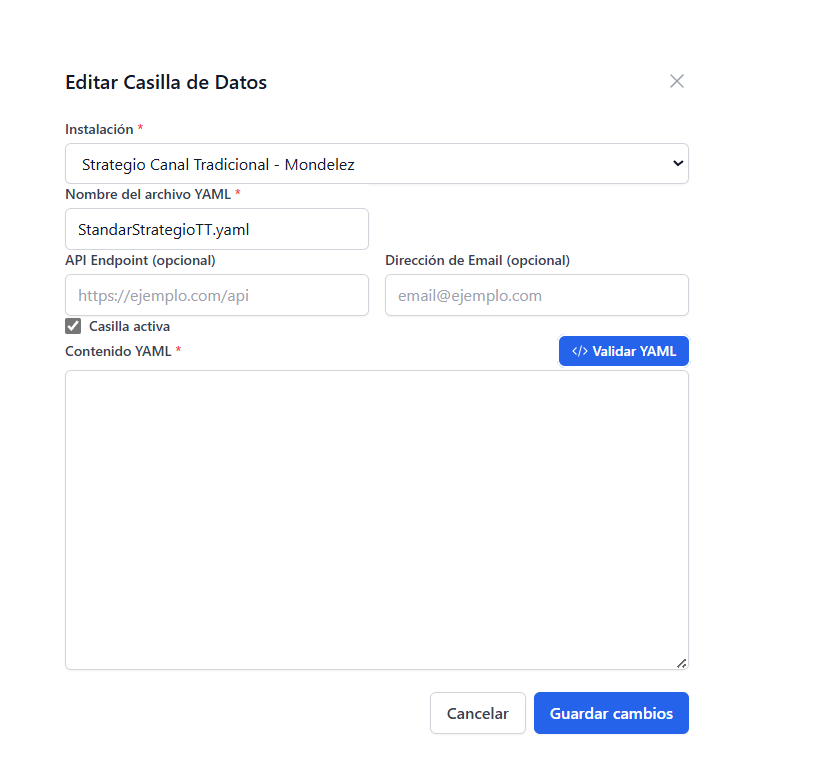 Editar Casilla de Datos
Instalación *
Strategio Canal Tradicional - Mondelez
Nombre del archivo YAML *
StandarStrategioTT.yaml
API Endpoint (opcional) Dirección de Email (opcional)
https://ejemplo.com/api email@ejemplo.com
Casilla activa
Contenido YAML * </> Validar YAML
Cancelar Guardar cambios